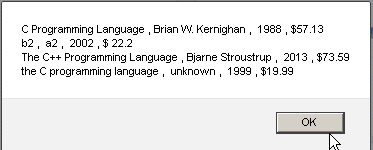 C Programming Language , Brian W. Kernighan ,  1988 , $57.13
b2 ,  a2 ,  2002 , $ 22.2
The C++ Programming Language , Bjarne Stroustrup ,  2013 , $73.59
the C programming language ,  unknown ,  1999 , $19.99
OK